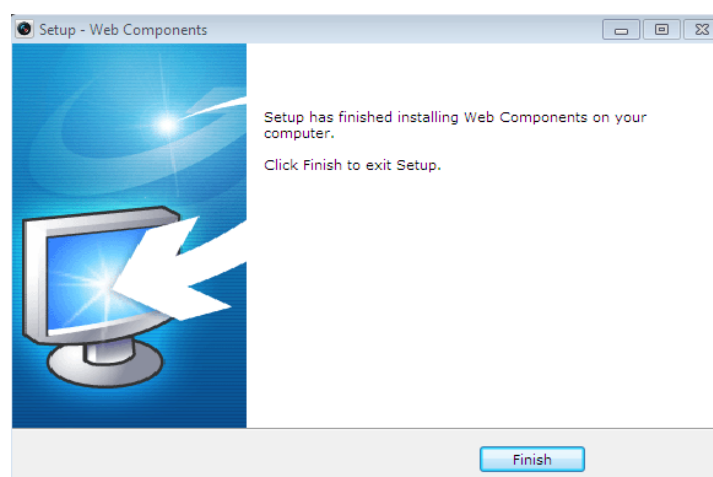 Setup - Web Components
Setup has finished installing Web Components on your
computer.
Click Finish to exit Setup.
Finish